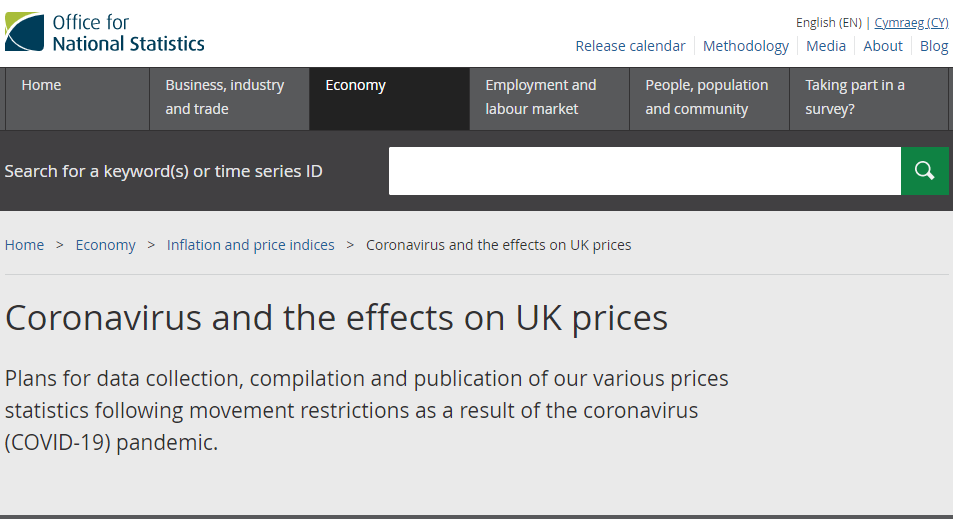 Office for
National Statistics
English (EN) | Cymraeg (CY)
Release calendar Methodology Media About Blog
Home
Business, industry
and trade
Economy
Employment and
labour market
People, population
and community
Taking part in a
survey?
Search for a keyword(s) or time series ID
Home > Economy > Inflation and price indices > Coronavirus and the effects on UK prices
Coronavirus and the effects on UK prices
Plans for data collection, compilation and publication of our various prices
statistics following movement restrictions as a result of the coronavirus
(COVID-19) pandemic.